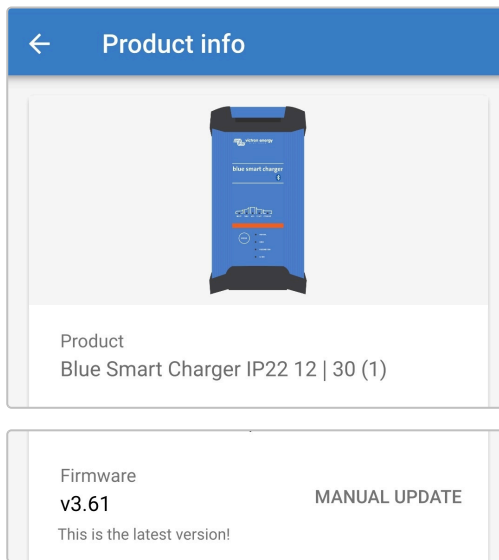 Product info
victron energy
blue smart charger
Product
Blue Smart Charger IP22 12 | 30 (1)
Firmware
v3.61
MANUAL UPDATE
This is the latest version!